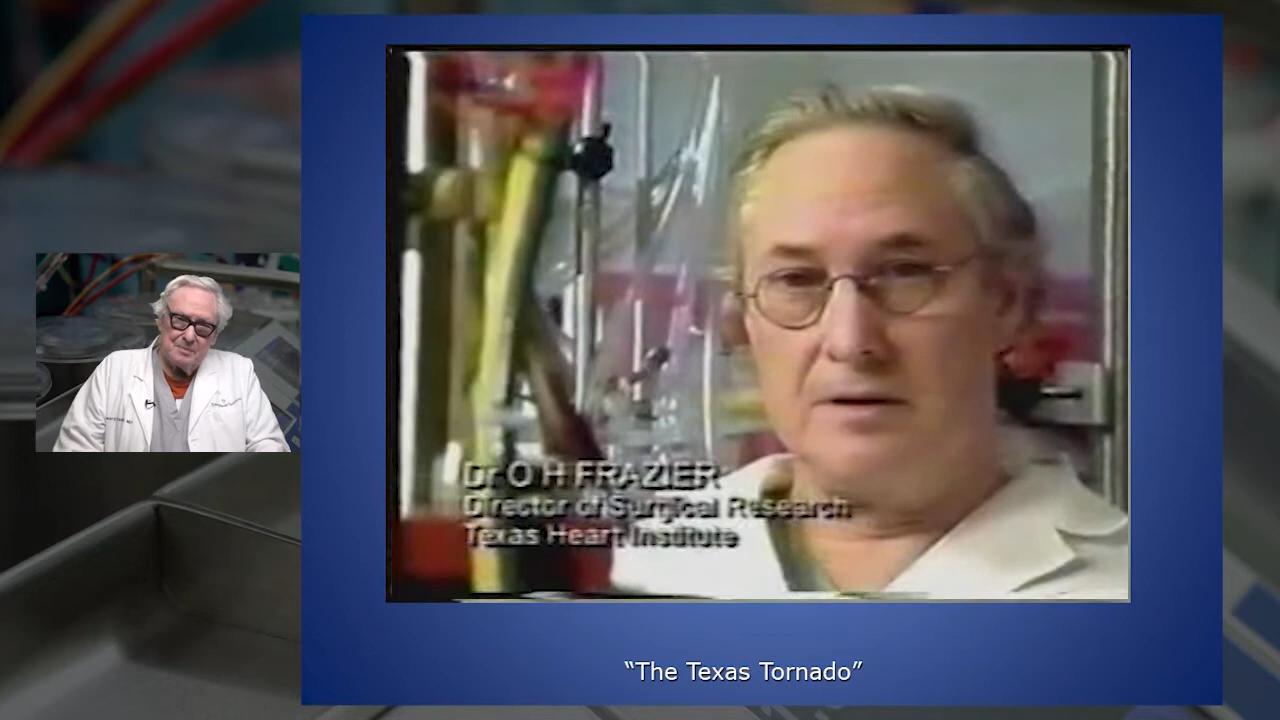 Dr O H FRAZIER
Director of Surgical Research
Texas Heart Institute
“The Texas Tornado”